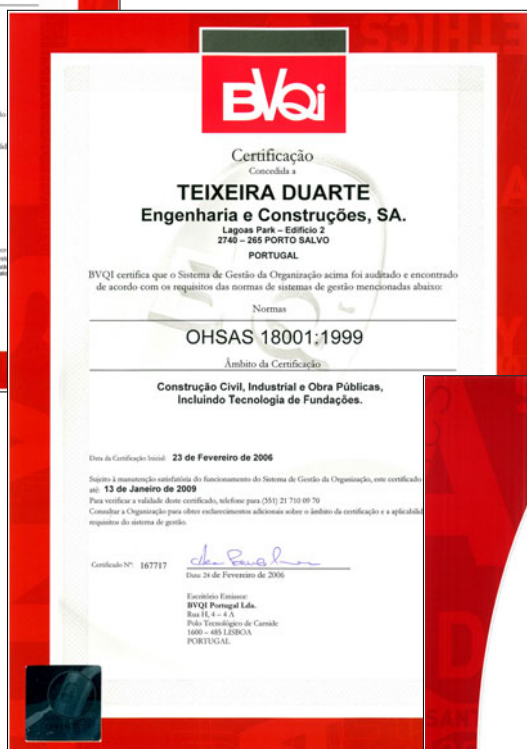 BVQi
Certificação
Concedida a
TEIXEIRA DUARTE
Engenharia e Construções, SA.
Lagoas Park – Edifício 2
2740 – 265 PORTO SALVO
PORTUGAL
BVQI certifica que o Sistema de Gestão da Organização acima foi auditado e encontrado
de acordo com os requisitos das normas de sistemas de gestão mencionadas abaixo:
Normas
OHSAS 18001:1999
Âmbito da Certificação
Construção Civil, Industrial e Obra Públicas,
Incluindo Tecnologia de Fundações.
Data da Certificação Inicial: 23 de Fevereiro de 2006
Sujeito à manutenção satisfatória do funcionamento do Sistema de Gestão da Organização, este certificado
até: 13 de Janeiro de 2009
Para verificar a validade deste certificado, telefone para (351) 21 710 09 70
Consultar a Organização para obter esclarecimentos adicionais sobre o âmbito da certificação e a
requisitos do sistema de gestão.
Certificado Nº: 167717
Data: 24 de Fevereiro de 2006
Escritório Emissor:
BVQI Portugal Lda.
Rua H, 4 – 4 A
Polo Tecnológico de Carnide
1600 – 485 LISBOA
PORTUGAL